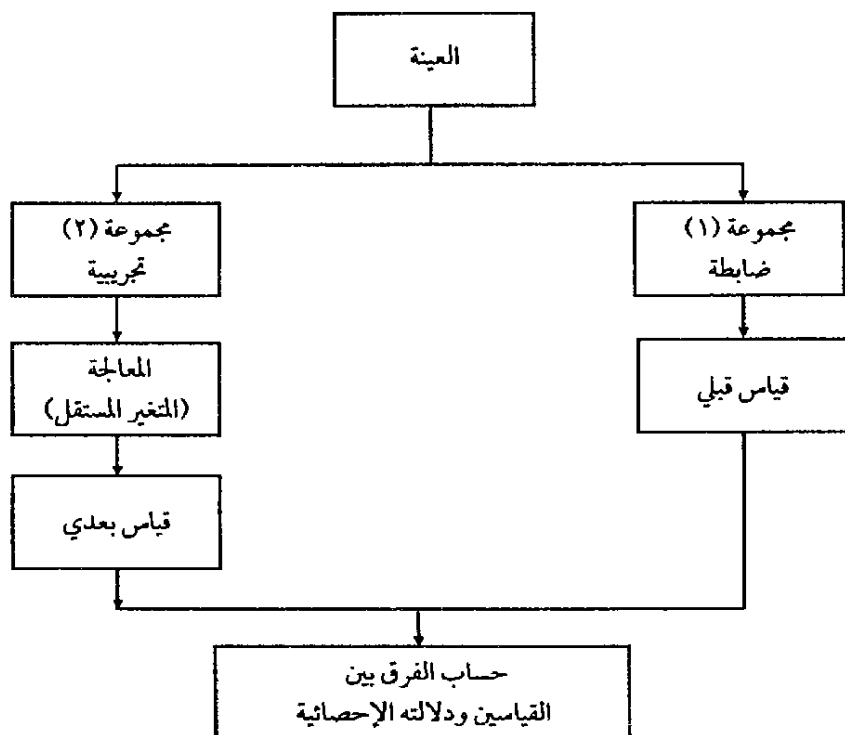 العينة
مجموعة (١)
ضابطة
مجموعة (٢)
تجريبية
قياس قبلي
المعالجة
(المتغير المستقل)
قياس بعدي
حساب الفرق بين
القياسين ودلالته الإحصائية